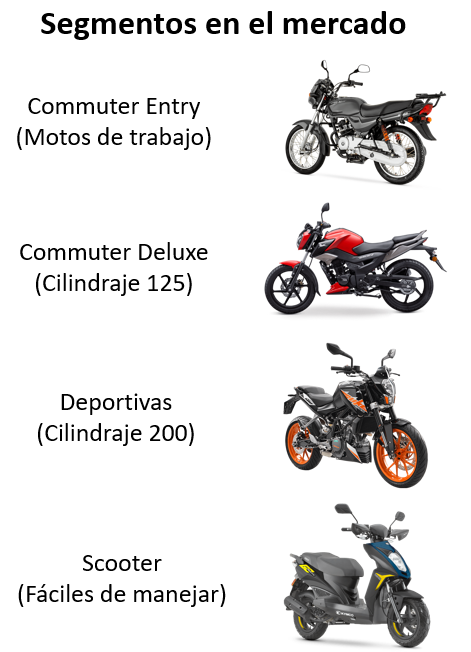 Segmentos en el mercado
Commuter Entry
(Motos de trabajo)
Commuter Deluxe
(Cilindraje 125)
Deportivas
(Cilindraje 200)
Scooter
(Fáciles de manejar)